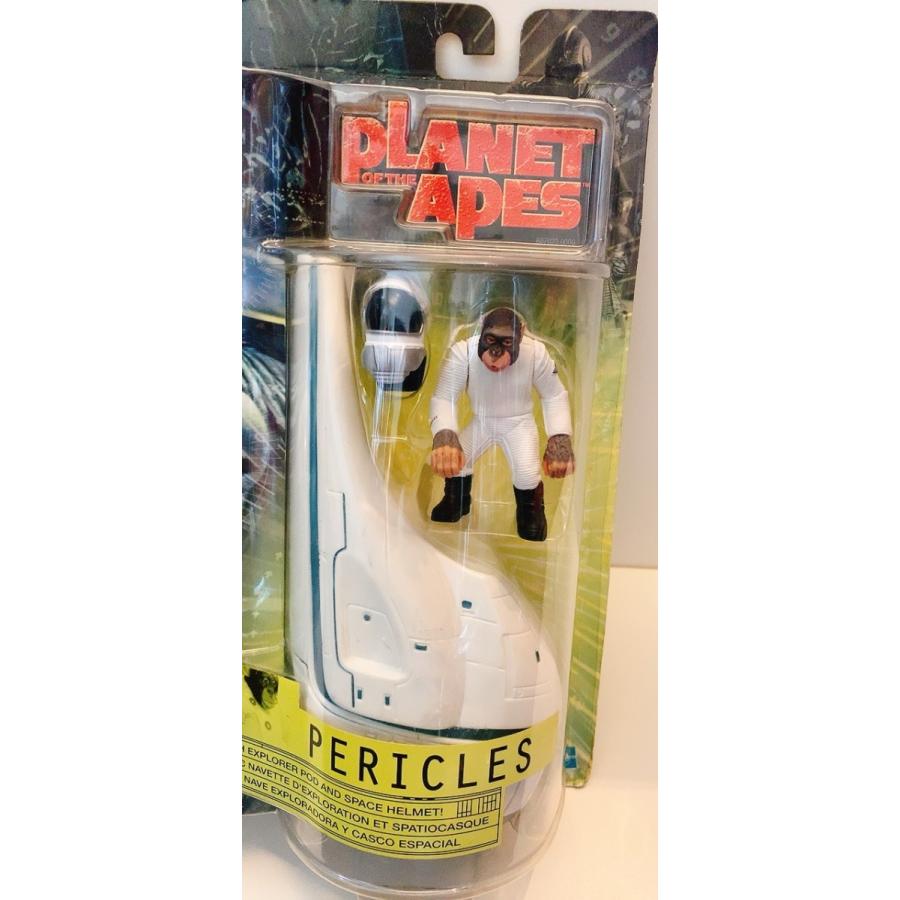 PLANET
OF THE
APES
PERICLES
EXPLORER POD AND SPACE HELMET!
NAVETTE D'EXPLORATION ET SPATIOCASQUE
NAVE EXPLORADORA Y CASCO ESPACIAL